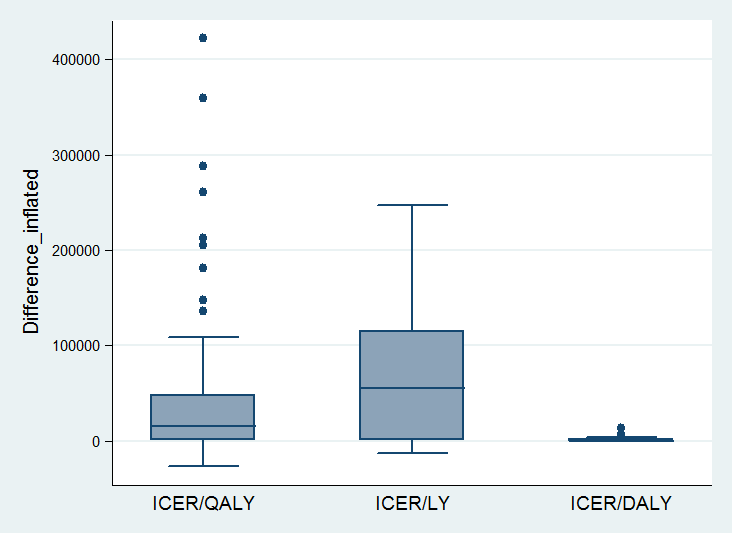 Difference_inflated
400000
300000
200000
100000
0
ICER/QALY ICER/LY ICER/DALY